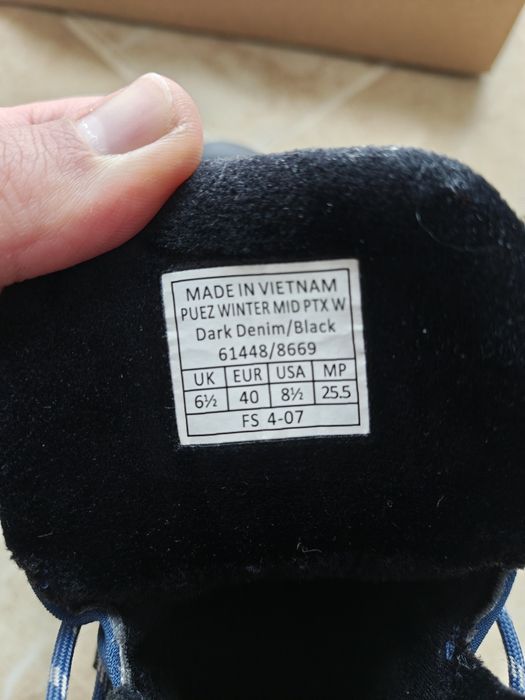 MADE IN VIETNAM
PUEZ WINTER MID PTX W
Dark Denim/Black
61448/8669
UK EUR USA MP
6½ 40 8½ 25.5
FS 4-07